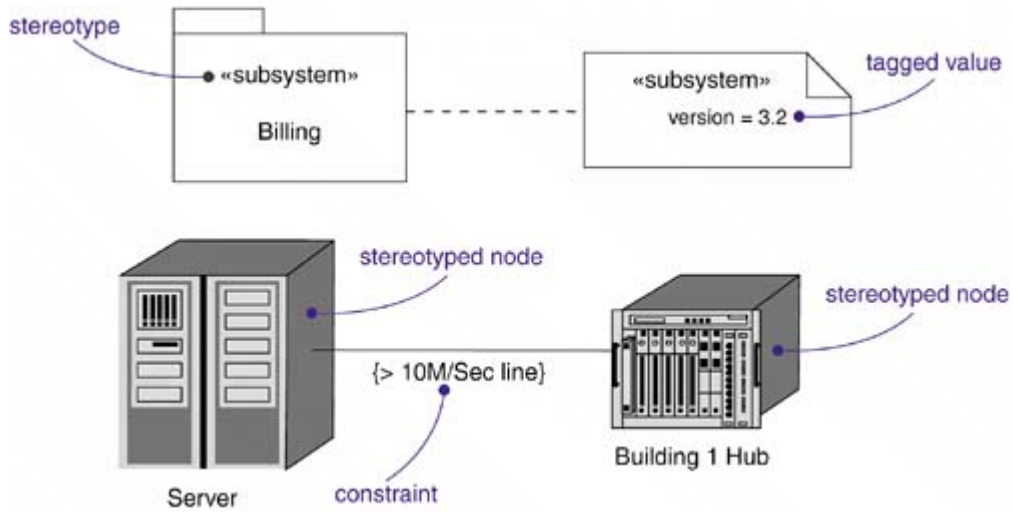 stereotype
«subsystem»
Billing
«subsystem»
version = 3.2
tagged value
stereotyped node
stereotyped node
{> 10M/Sec line}
Building 1 Hub
Server
constraint